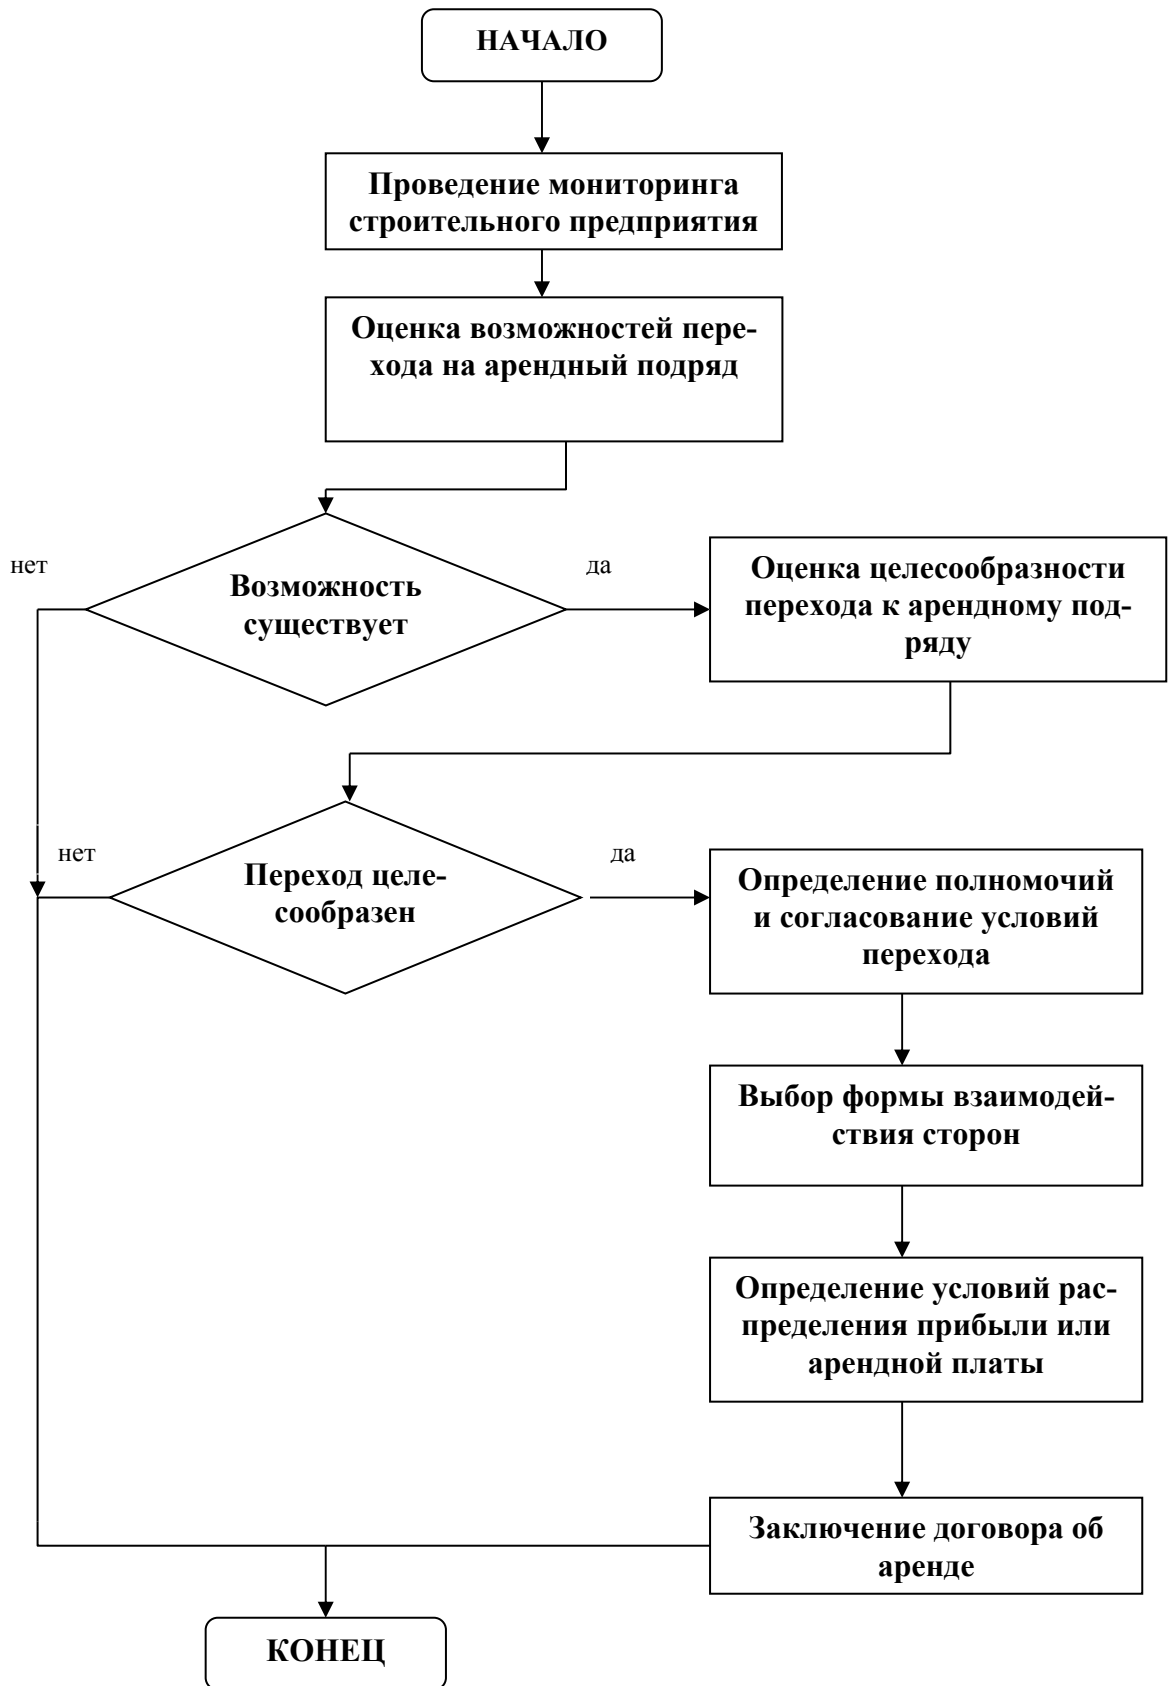 НАЧАЛО
Проведение мониторинга
строительного предприятия
Оценка возможностей пере-
хода на арендный подряд
нет
Возможность
существует
да
Оценка целесообразности
перехода к арендному под-
ряду
нет
Переход целе-
сообразен
да
Определение полномочий
и согласование условий
перехода
Выбор формы взаимодей-
ствия сторон
Определение условий рас-
пределения прибыли или
арендной платы
Заключение договора об
аренде
КОНЕЦ